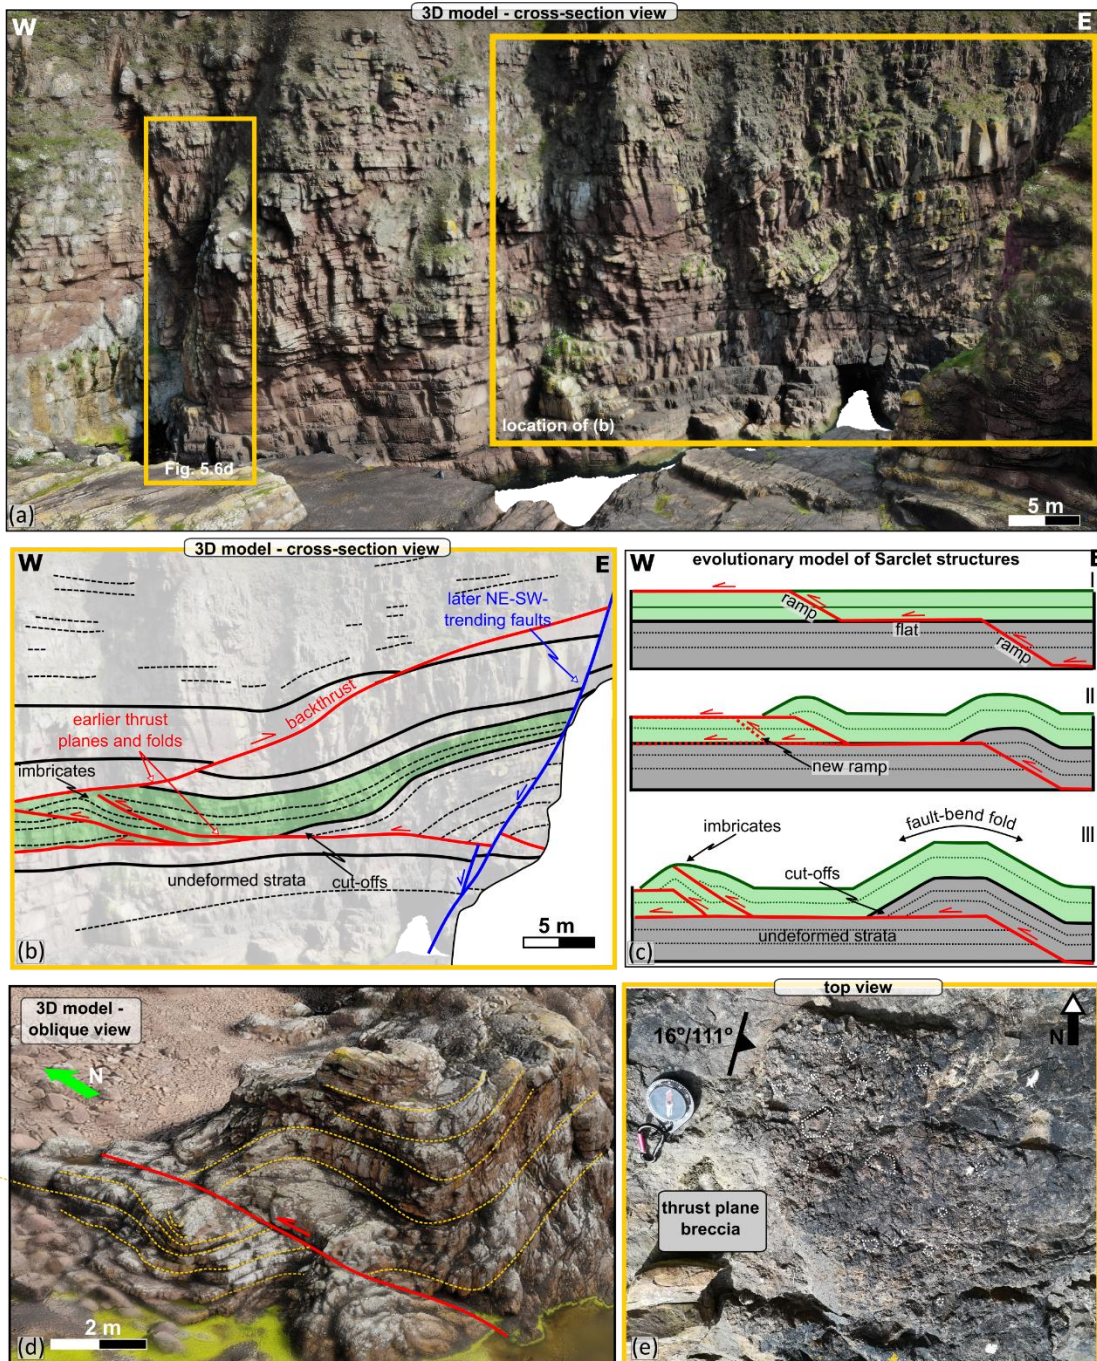 3D model - cross-section view
W
E
Fig. 5.6d
location of (b)
5 m
(a)
3D model - cross-section view
W
E
later NE-SW-
trending faults
backthrust
earlier thrust
planes and folds
imbricates
undeformed strata
cut-offs
5 m
(b)
W
evolutionary model of Sarclet structures
E
I
ramp
flat
ramp
II
new ramp
III
imbricates
fault-bend fold
cut-offs
undeformed strata
(c)
3D model -
oblique view
N
2 m
(d)
top view
16°/111°
N
thrust plane
breccia
(e)